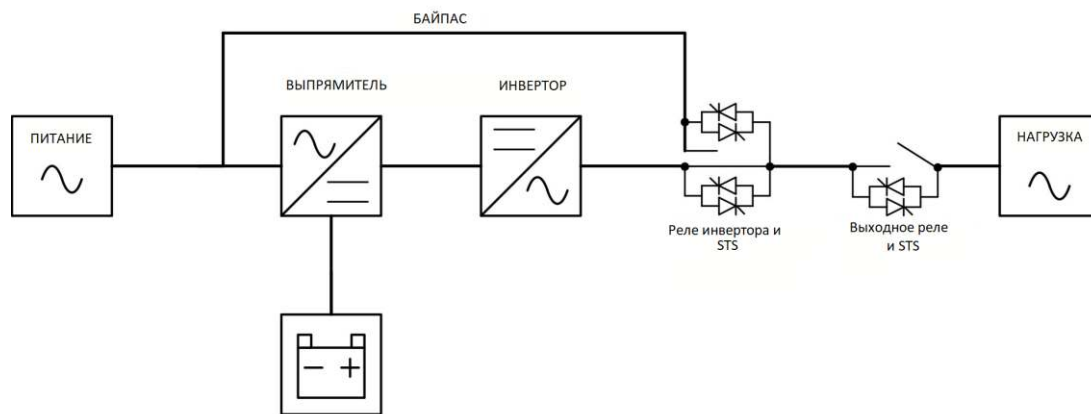 БАЙПАС
ВЫПРЯМИТЕЛЬ
ИНВЕРТОР
ПИТАНИЕ
НАГРУЗКА
Реле инвертора и
STS
Выходное реле
и STS